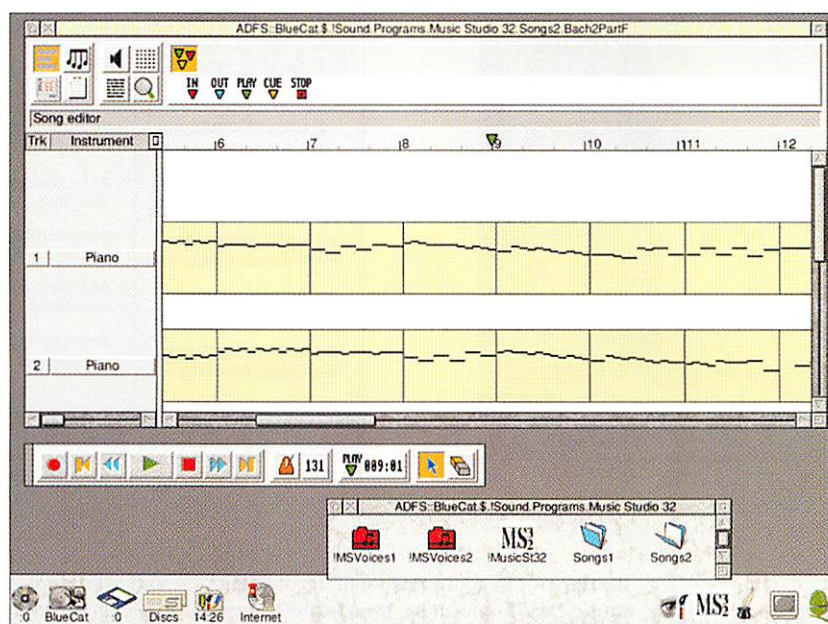 ADFS::BlueCat.$.!Sound.Programs.Music Studio 32.Songs2.Bach2PartF
IN OUT PLAY CUE STOP
Song editor
Trk Instrument 6 7 8 9 10 11 12
1 Piano
2 Piano
131 PLAY 009:01
ADFS::BlueCat.$.!Sound.Programs.Music Studio 32
MS32
!MSVoices1 !MSVoices2 !MusicSt32 Songs1 Songs2
MS32
:0 BlueCat :0 Discs 14:26 Internet